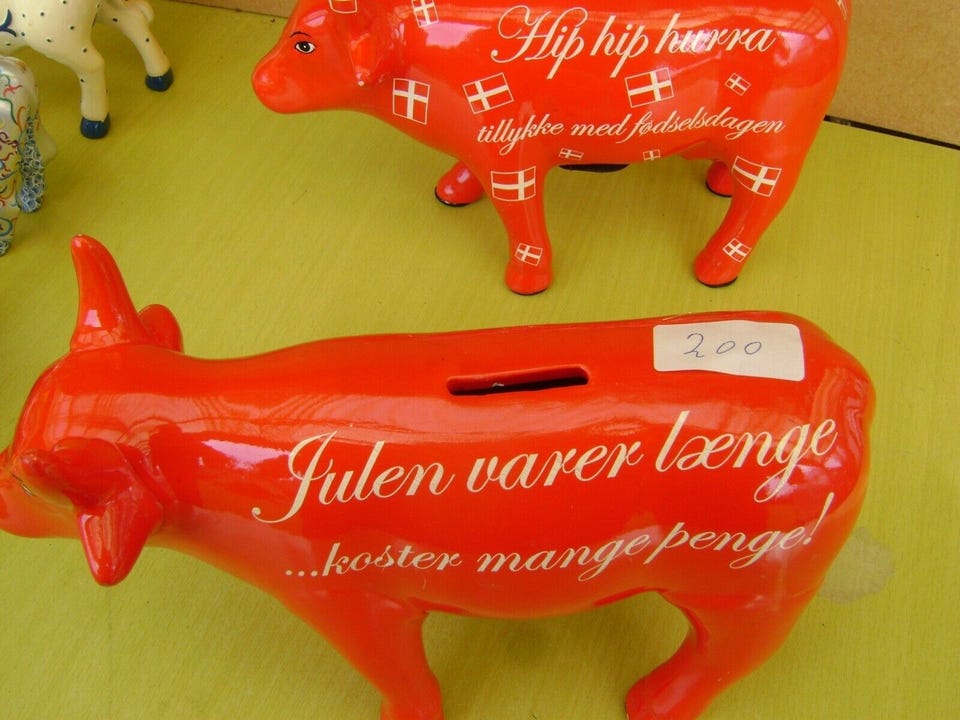 Hip hip hurra
tillykke med fødselsdagen
200
Julen varer længe
...koster mange penge!